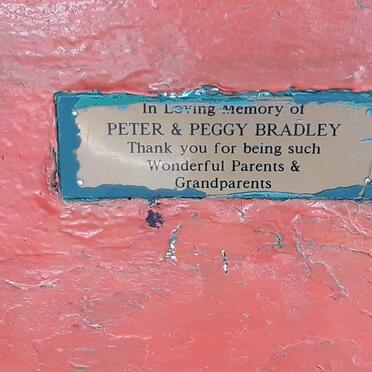 In Loving Memory of
PETER & PEGGY BRADLEY
Thank you for being such
Wonderful Parents &
Grandparents